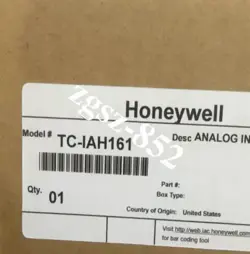 Honeywell
Model # TC-IAH161 Desc ANALOG IN
zgsz-852
Qty. 01
Part #:
Box Type:
Country of Origin: United States
Visit http://web.iac.honeywell.com
for bar coding tool